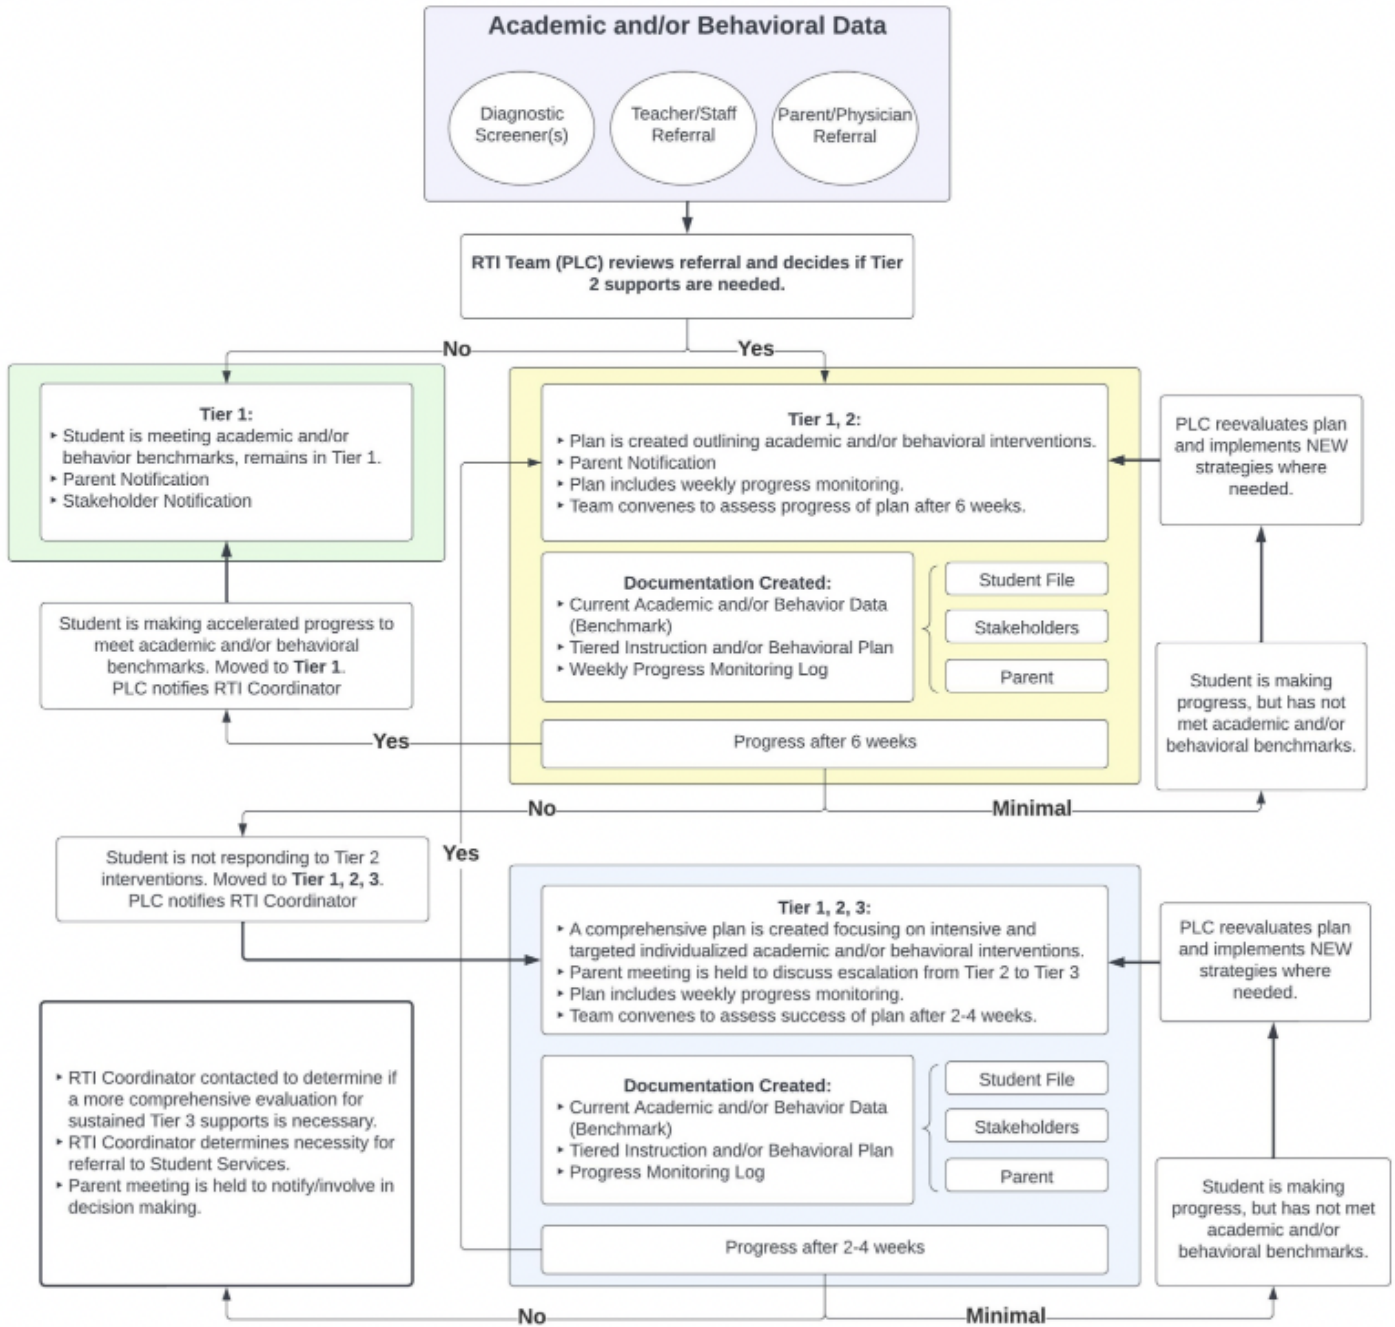 Academic and/or Behavioral Data
Diagnostic
Screener(s)
Teacher/Staff
Referral
Parent/Physician
Referral
RTI Team (PLC) reviews referral and decides if Tier
2 supports are needed.
No
Yes
Tier 1:
‣ Student is meeting academic and/or
behavior benchmarks, remains in Tier 1.
‣ Parent Notification
‣ Stakeholder Notification
Tier 1, 2:
‣ Plan is created outlining academic and/or behavioral interventions.
‣ Parent Notification
‣ Plan includes weekly progress monitoring.
‣ Team convenes to assess progress of plan after 6 weeks.
PLC reevaluates plan
and implements NEW
strategies where
needed.
Documentation Created:
‣ Current Academic and/or Behavior Data
(Benchmark)
‣ Tiered Instruction and/or Behavioral Plan
‣ Weekly Progress Monitoring Log
Student File
Stakeholders
Parent
Student is making accelerated progress to
meet academic and/or behavioral
benchmarks. Moved to Tier 1.
PLC notifies RTI Coordinator
Student is making
progress, but has not
met academic and/or
behavioral benchmarks.
Yes
Progress after 6 weeks
No
Minimal
Student is not responding to Tier 2
interventions. Moved to Tier 1, 2, 3.
PLC notifies RTI Coordinator
Yes
Tier 1, 2, 3:
‣ A comprehensive plan is created focusing on intensive and
targeted individualized academic and/or behavioral interventions.
‣ Parent meeting is held to discuss escalation from Tier 2 to Tier 3
‣ Plan includes weekly progress monitoring.
‣ Team convenes to assess success of plan after 2-4 weeks.
PLC reevaluates plan
and implements NEW
strategies where
needed.
‣ RTI Coordinator contacted to determine if
a more comprehensive evaluation for
sustained Tier 3 supports is necessary.
‣ RTI Coordinator determines necessity for
referral to Student Services.
‣ Parent meeting is held to notify/involve in
decision making.
Documentation Created:
‣ Current Academic and/or Behavior Data
(Benchmark)
‣ Tiered Instruction and/or Behavioral Plan
‣ Progress Monitoring Log
Student File
Stakeholders
Parent
Student is making
progress, but has not met
academic and/or
behavioral benchmarks.
Progress after 2-4 weeks
No
Minimal